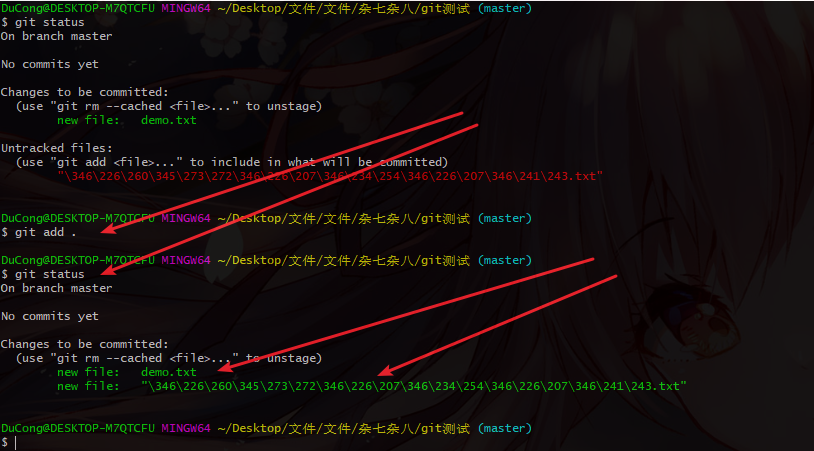 DuCong@DESKTOP-M7QTCFU MINGW64 ~/Desktop/文件/文件/杂七杂八/git测试 (master)
$ git status
On branch master
No commits yet
Changes to be committed:
(use "git rm --cached <file>..." to unstage)
new file: demo.txt
Untracked files:
(use "git add <file>..." to include in what will be committed)
"\346\226\260\345\273\272\346\226\207\346\234\254\346\226\207\346\241\243.txt"
DuCong@DESKTOP-M7QTCFU MINGW64 ~/Desktop/文件/文件/杂七杂八/git测试 (master)
$ git add .
DuCong@DESKTOP-M7QTCFU MINGW64 ~/Desktop/文件/文件/杂七杂八/git测试 (master)
$ git status
On branch master
No commits yet
Changes to be committed:
(use "git rm --cached <file>..." to unstage)
new file: demo.txt
new file: "\346\226\260\345\273\272\346\226\207\346\234\254\346\226\207\346\241\243.txt"
DuCong@DESKTOP-M7QTCFU MINGW64 ~/Desktop/文件/文件/杂七杂八/git测试 (master)
$